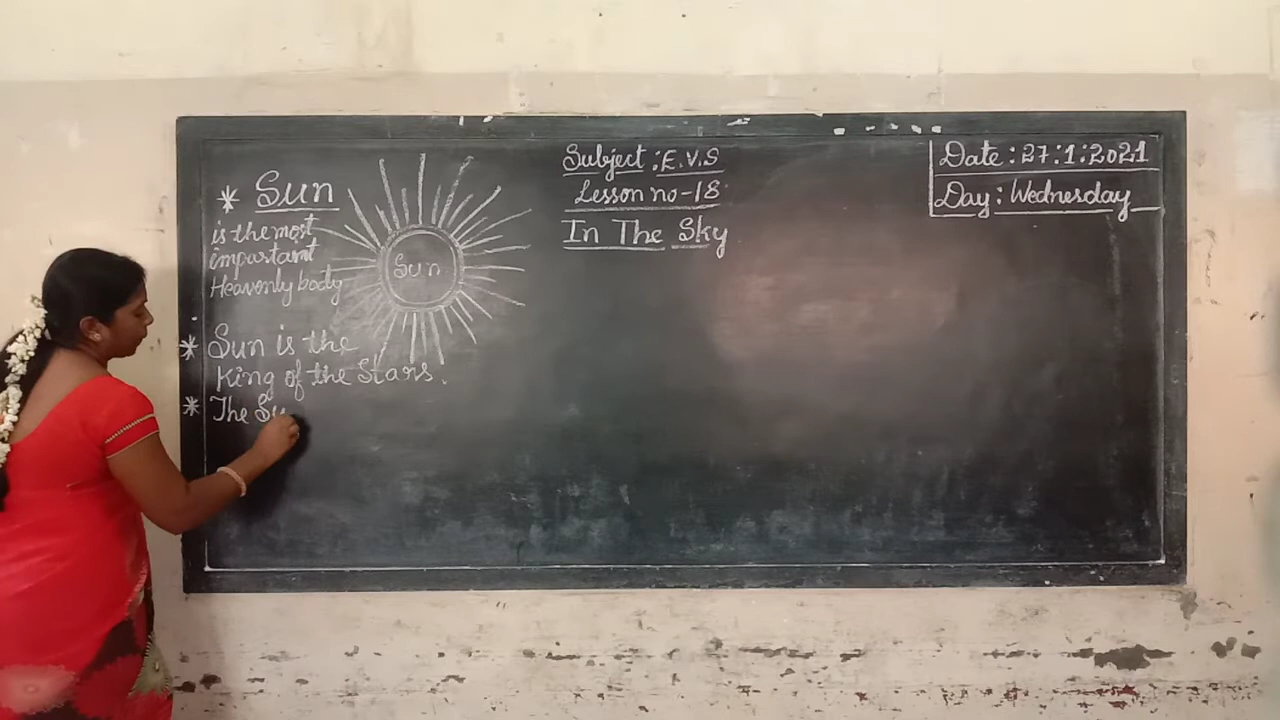 Subject : E.V.S
Lesson no-18
In The Sky
Date : 27:1:2021
Day : Wednesday
* Sun
is the most
important
Heavenly body
Sun
* Sun is the
King of the Stars.
* The Su